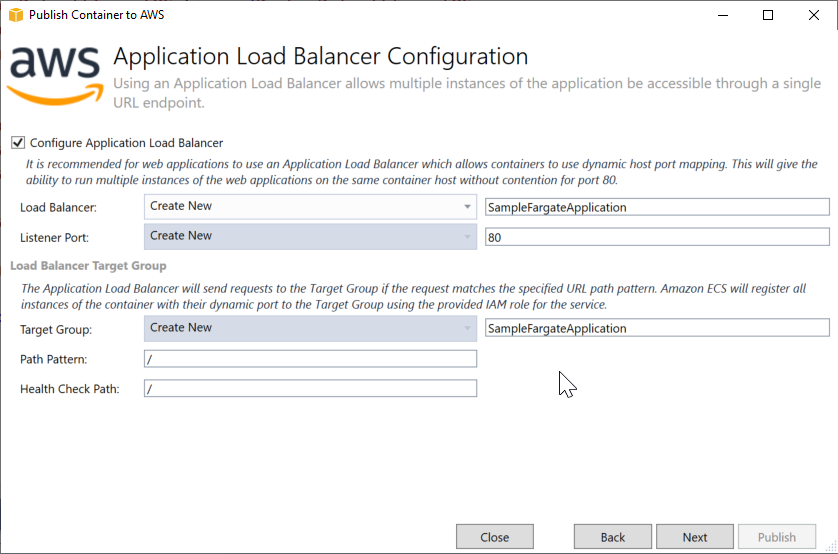 Publish Container to AWS
aws
Application Load Balancer Configuration
Using an Application Load Balancer allows multiple instances of the application be accessible through a single
URL endpoint.
Configure Application Load Balancer
It is recommended for web applications to use an Application Load Balancer which allows containers to use dynamic host port mapping. This will give the
ability to run multiple instances of the web applications on the same container host without contention for port 80.
Load Balancer: Create New SampleFargateApplication
Listener Port: Create New 80
Load Balancer Target Group
The Application Load Balancer will send requests to the Target Group if the request matches the specified URL path pattern. Amazon ECS will register all
instances of the container with their dynamic port to the Target Group using the provided IAM role for the service.
Target Group: Create New SampleFargateApplication
Path Pattern: /
Health Check Path: /
Close Back Next Publish